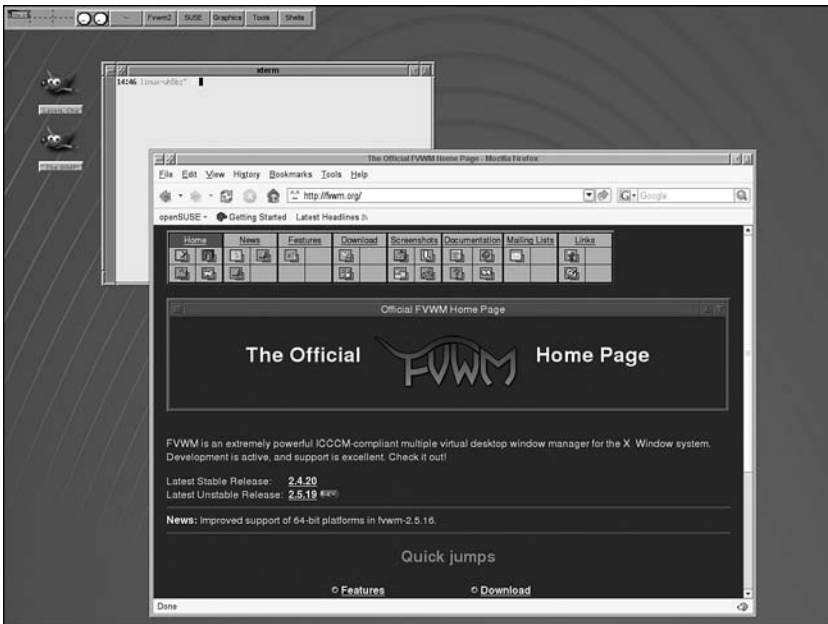 Fvwm2 SUSE Graphics Tools Shells
xterm
14:46
The GIMP
The Official FVWM Home Page - Mozilla Firefox
File Edit View History Bookmarks Tools Help
http://fvwm.org/ Google
openSUSE Getting Started Latest Headlines
Home News Features Download Screenshots Documentation Mailing Lists Links
Official FVWM Home Page
The Official FVWM Home Page
FVWM is an extremely powerful ICCCM-compliant multiple virtual desktop window manager for the X Window system.
Development is active, and support is excellent. Check it out!
Latest Stable Release: 2.4.20
Latest Unstable Release: 2.5.19
News: Improved support of 64-bit platforms in fvwm-2.5.16.
Quick jumps
Features Download
Done